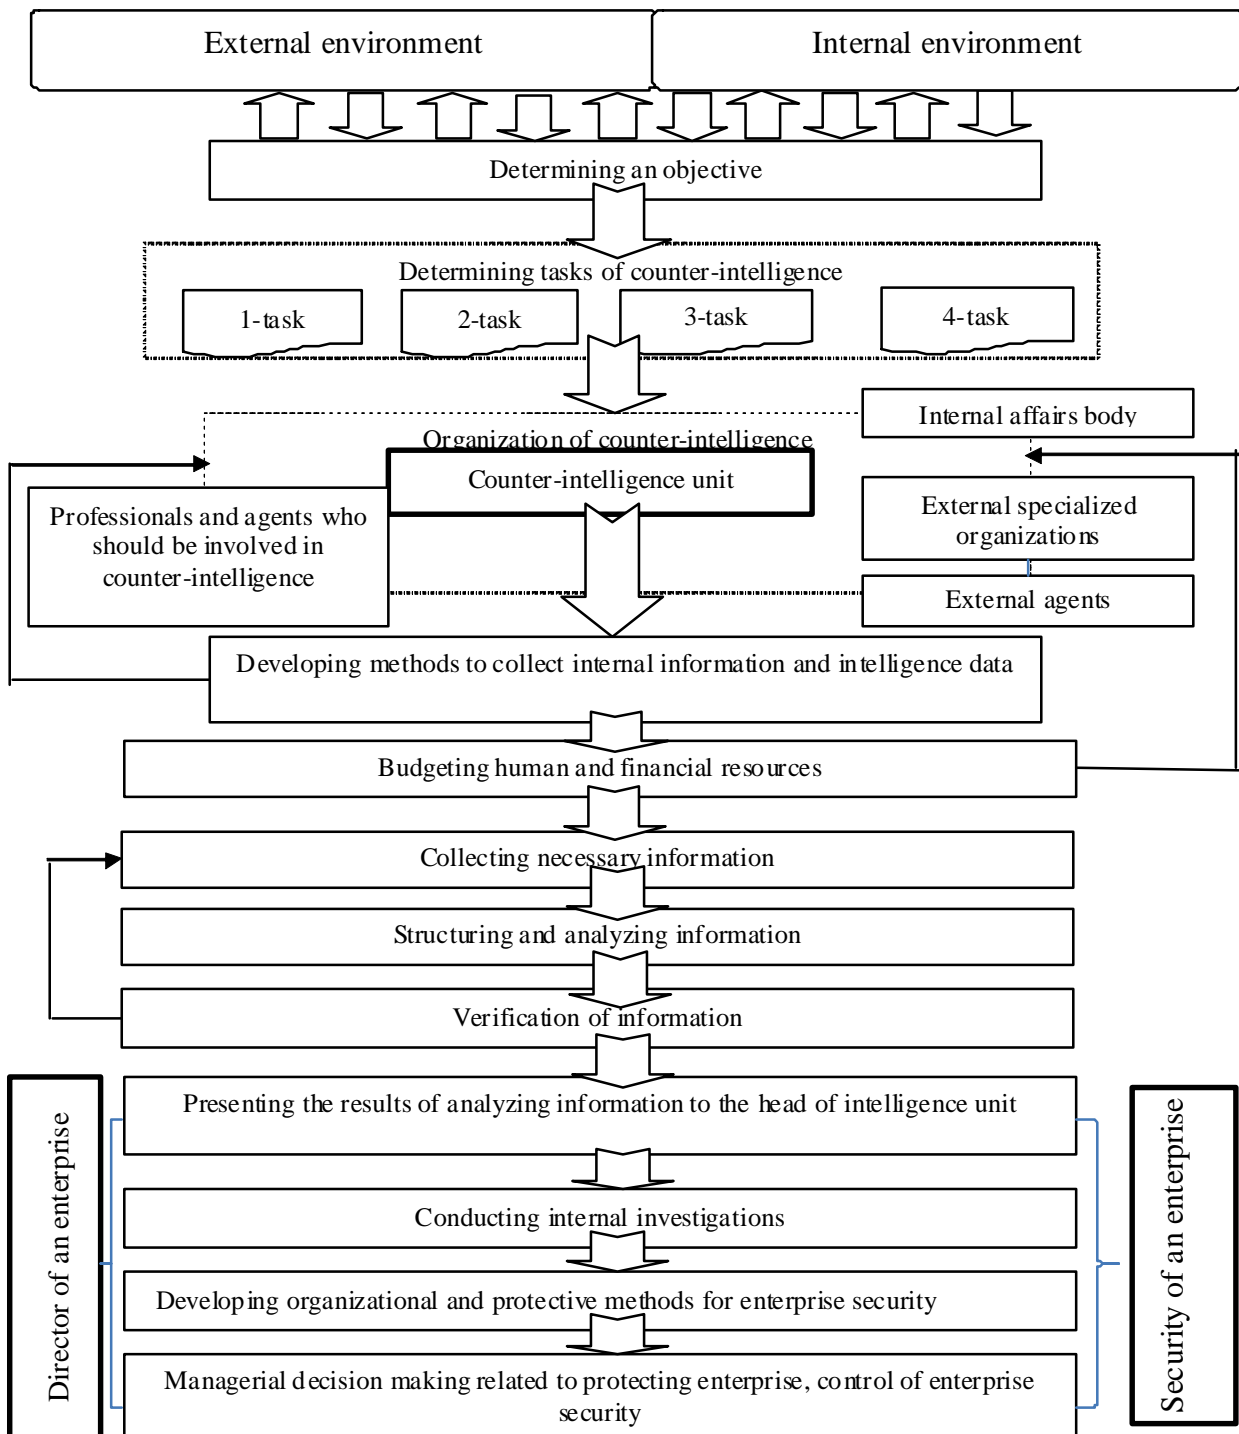 External environment
Internal environment
Determining an objective
Determining tasks of counter-intelligence
1-task
2-task
3-task
4-task
Internal affairs body
Organization of counter-intelligence
Counter-intelligence unit
Professionals and agents who
should be involved in
counter-intelligence
External specialized
organizations
External agents
Developing methods to collect internal information and intelligence data
Budgeting human and financial resources
Collecting necessary information
Structuring and analyzing information
Verification of information
Director of an enterprise
Presenting the results of analyzing information to the head of intelligence unit
Conducting internal investigations
Developing organizational and protective methods for enterprise security
Managerial decision making related to protecting enterprise, control of enterprise
security
Security of an enterprise